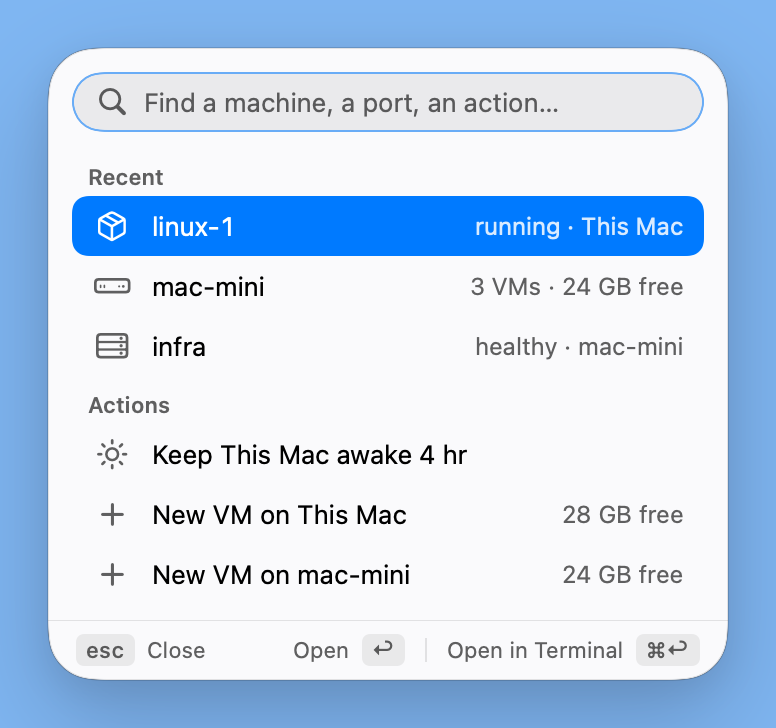 Find a machine, a port, an action...
Recent
linux-1 running · This Mac
mac-mini 3 VMs · 24 GB free
infra healthy · mac-mini
Actions
Keep This Mac awake 4 hr
New VM on This Mac 28 GB free
New VM on mac-mini 24 GB free
esc Close Open ↩ Open in Terminal ⌘↩